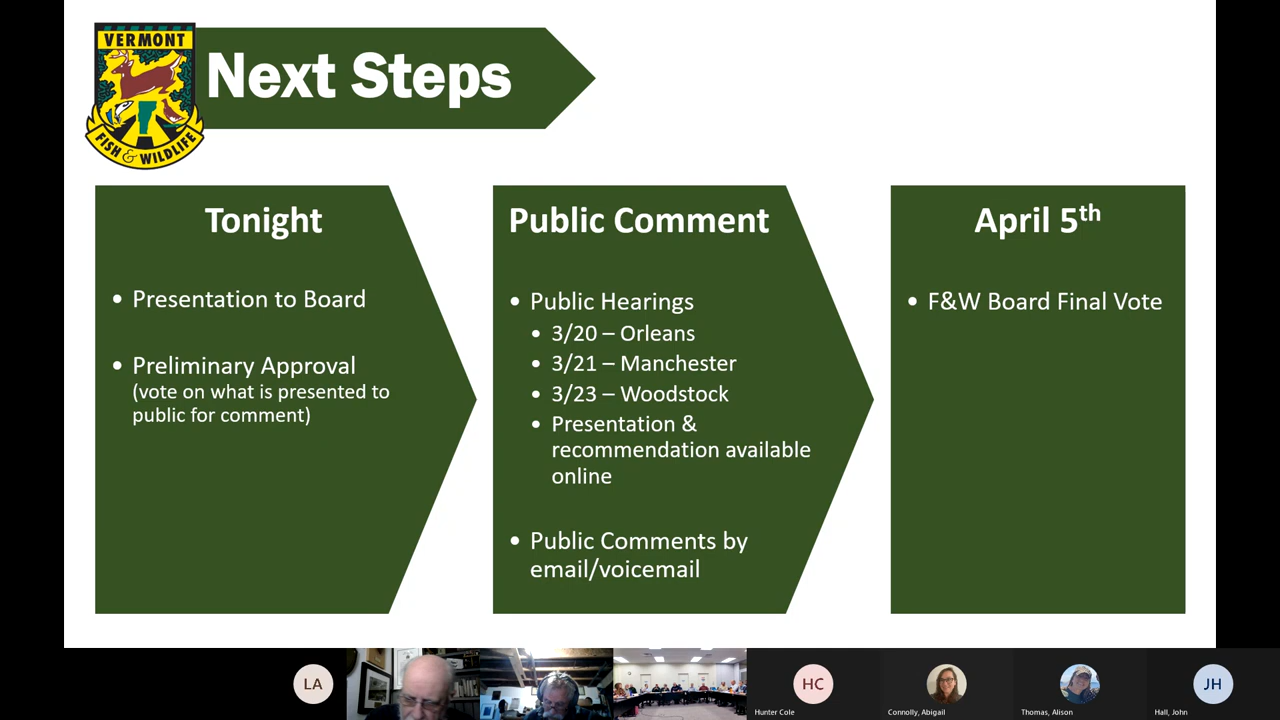 VERMONT
FISH & WILDLIFE
Next Steps
Tonight
• Presentation to Board
• Preliminary Approval
(vote on what is presented to
public for comment)
Public Comment
• Public Hearings
• 3/20 – Orleans
• 3/21 – Manchester
• 3/23 – Woodstock
• Presentation &
recommendation available
online
• Public Comments by
email/voicemail
April 5th
• F&W Board Final Vote
LA
HC
JH
Hunter Cole
Connolly, Abigail
Thomas, Alison
Hall, John